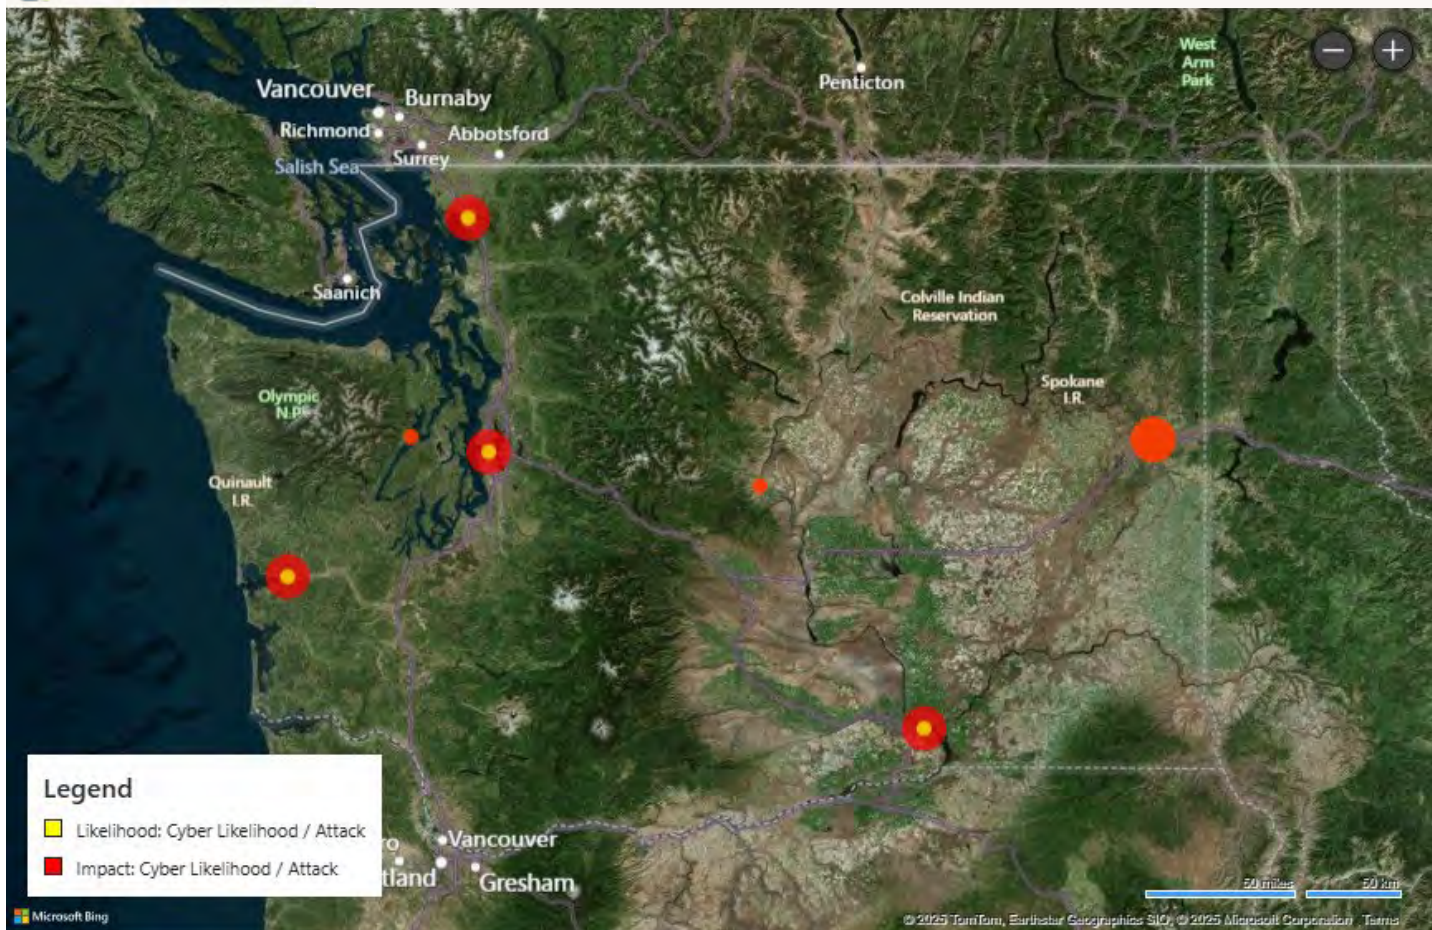 West
Arm
Park
Penticton
Vancouver
Burnaby
Richmond
Abbotsford
Surrey
Salish Sea
Saanich
Colville Indian
Reservation
Olympic
N.P.
Spokane
I.R.
Quinault
I.R.
Legend
Likelihood: Cyber Likelihood / Attack
Impact: Cyber Likelihood / Attack
ro
Vancouver
tland
Gresham
50 miles
50 km
Microsoft Bing
© 2025 TomTom, Earthstar Geographics SIO, © 2025 Microsoft Corporation Terms